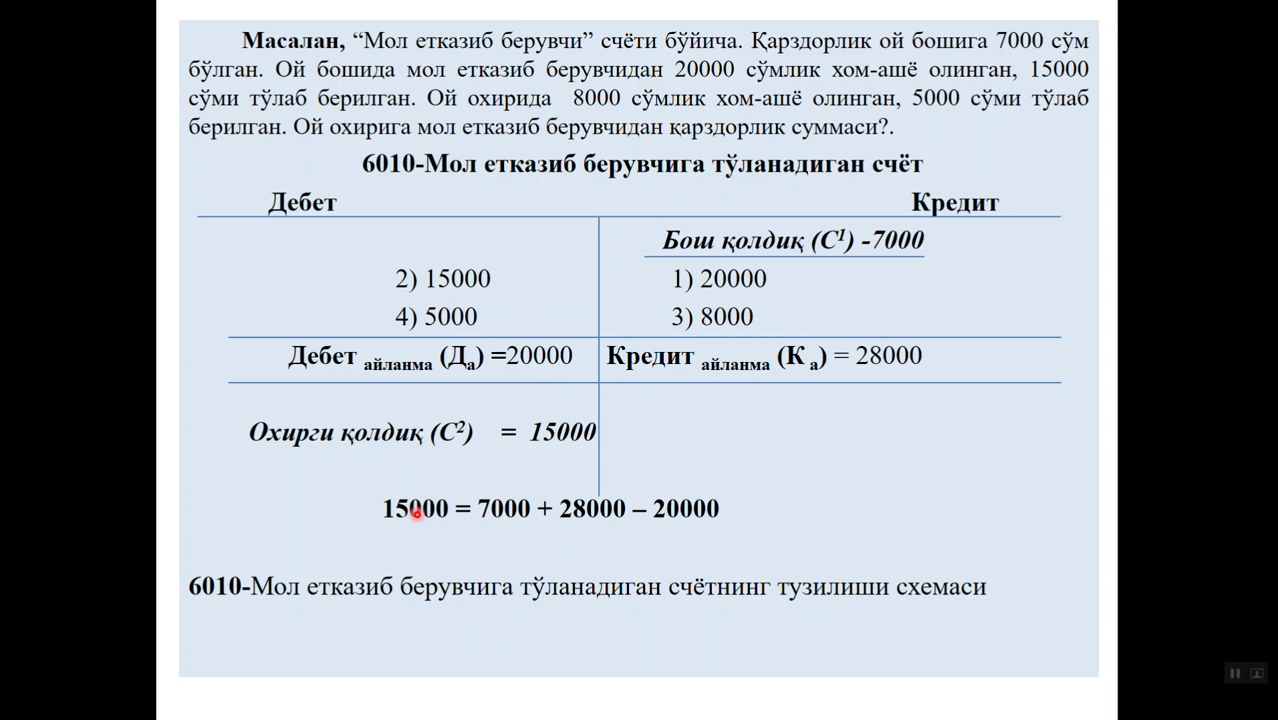 Масалан, “Мол етказиб берувчи” счёти бўйича. Қарздорлик ой бошига 7000 сўм
бўлган. Ой бошида мол етказиб берувчидан 20000 сўмлик хом-ашё олинган, 15000
сўми тўлаб берилган. Ой охирида 8000 сўмлик хом-ашё олинган, 5000 сўми тўлаб
берилган. Ой охирига мол етказиб берувчидан қарздорлик суммаси?.
6010-Мол етказиб берувчига тўланадиган счёт
Дебет Кредит
Бош қолдиқ (С¹) -7000
2) 15000 1) 20000
4) 5000 3) 8000
Дебет айланма (Да) =20000 Кредит айланма (К а) = 28000
Охирги қолдиқ (С²) = 15000
15000 = 7000 + 28000 – 20000
6010-Мол етказиб берувчига тўланадиган счётнинг тузилиши схемаси